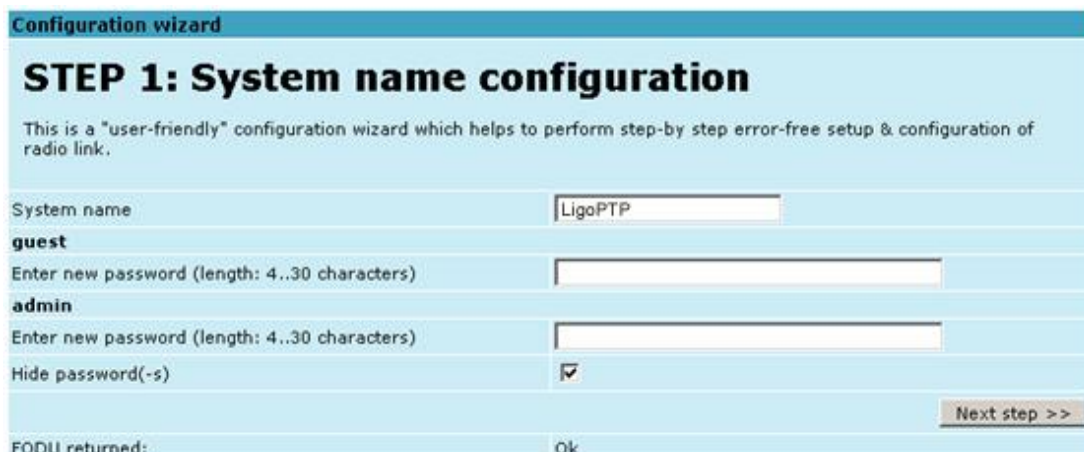 Configuration wizard
STEP 1: System name configuration
This is a "user-friendly" configuration wizard which helps to perform step-by step error-free setup & configuration of
radio link.
System name LigoPTP
guest
Enter new password (length: 4..30 characters)
admin
Enter new password (length: 4..30 characters)
Hide password(-s)
Next step >>
FODU returned: Ok